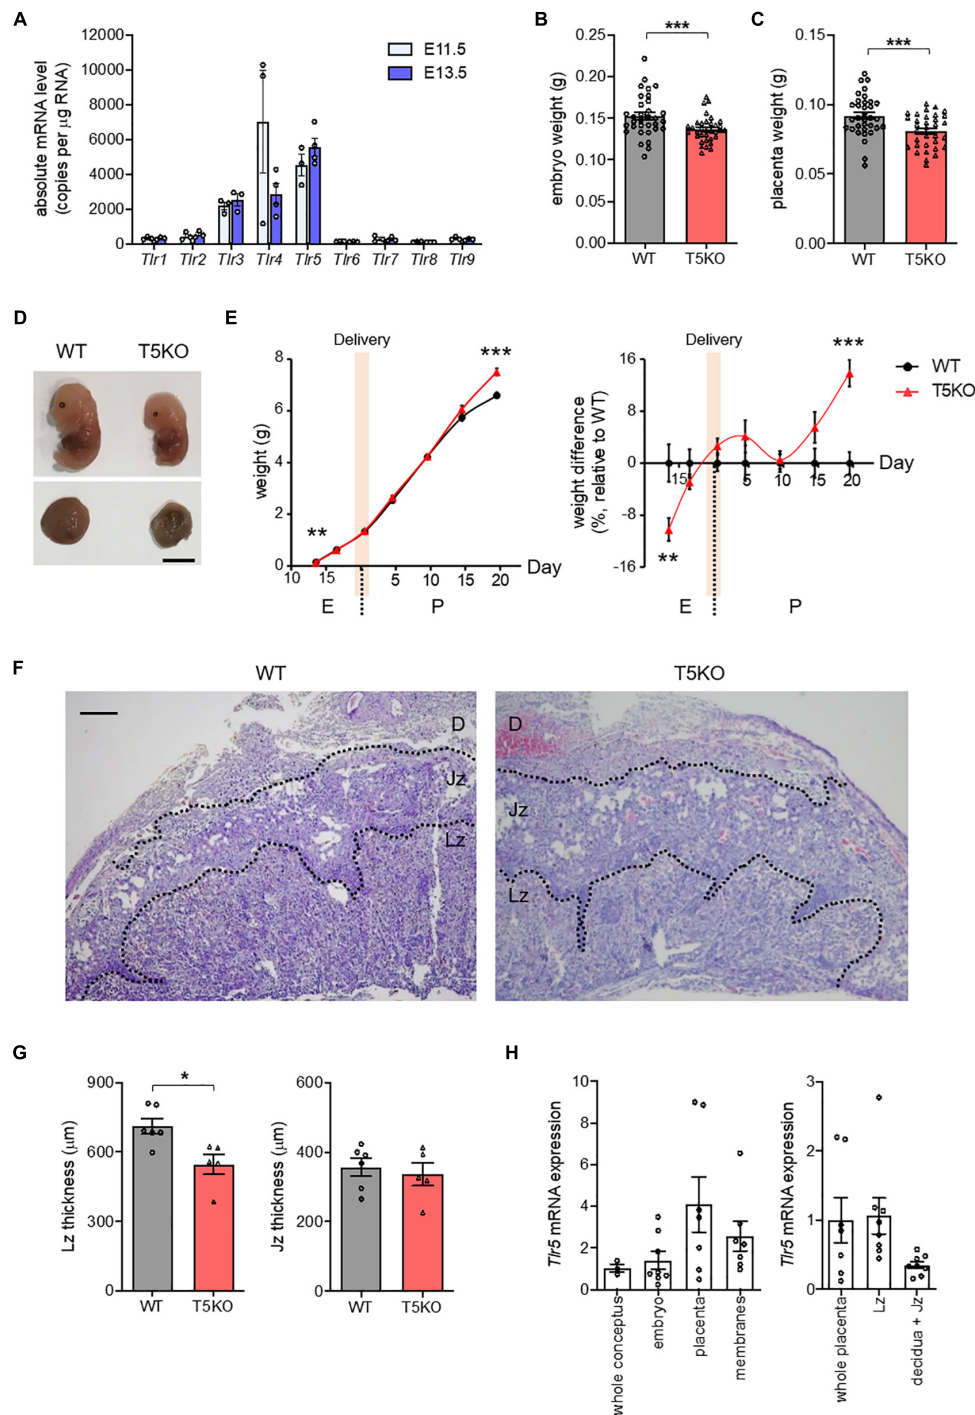 A
absolute mRNA level
(copies per μg RNA)
12000
10000
8000
6000
4000
2000
0
E11.5
E13.5
Tlr1 Tlr2 Tlr3 Tlr4 Tlr5 Tlr6 Tlr7 Tlr8 Tlr9
B
embryo weight (g)
0.25
0.20
0.15
0.10
0.05
0.00
***
WT T5KO
C
placenta weight (g)
0.15
0.10
0.05
0.00
***
WT T5KO
D
WT T5KO
E
Delivery
weight (g)
8
6
4
2
0
**
***
10 15 5 10 15 20 Day
E P
Delivery
weight difference
(%, relative to WT)
16
8
0
-8
-16
**
***
15 5 10 15 20 Day
E P
WT
T5KO
F
WT T5KO
D
Jz
Lz
D
Jz
Lz
G
Lz thickness (μm)
900
600
300
0
*
WT T5KO
Jz thickness (μm)
600
400
200
0
WT T5KO
H
Tlr5 mRNA expression
10
8
6
4
2
0
whole conceptus
embryo
placenta
membranes
Tlr5 mRNA expression
3
2
1
0
whole placenta
Lz
decidua + Jz